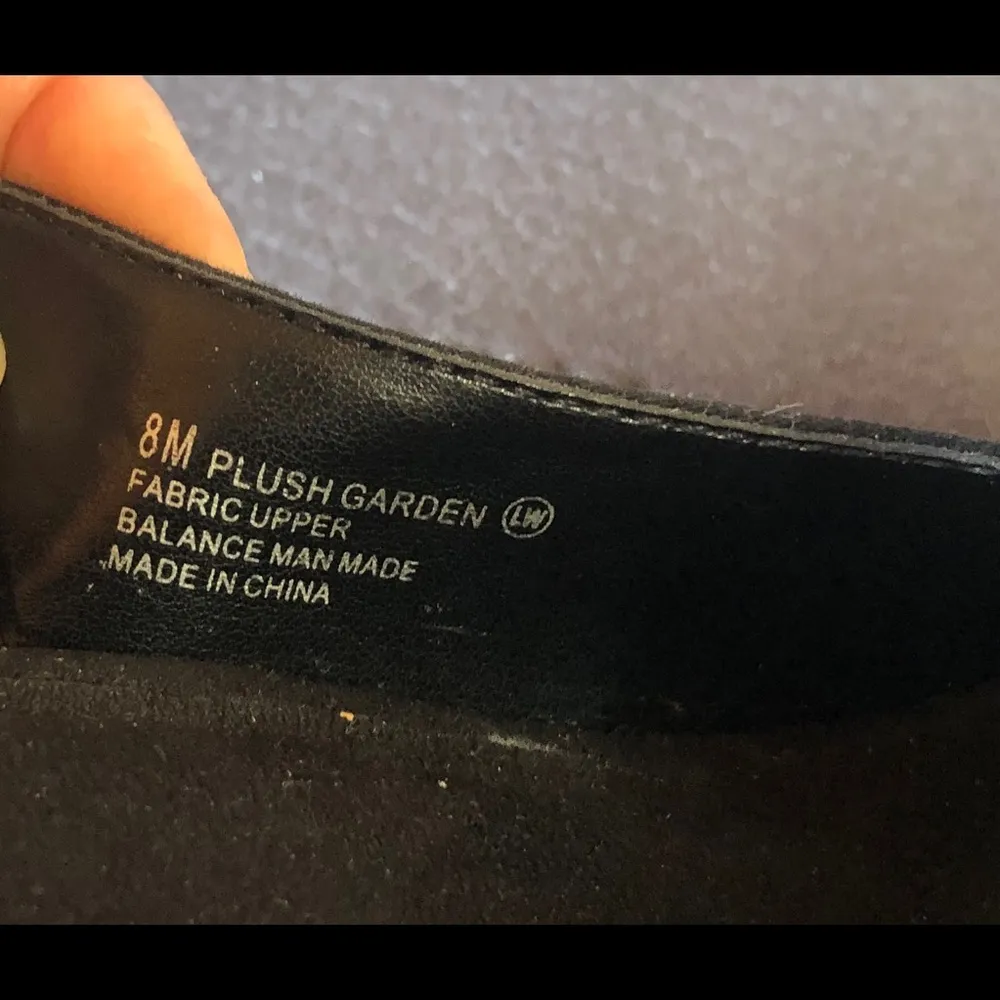 8M PLUSH GARDEN LW
FABRIC UPPER
BALANCE MAN MADE
MADE IN CHINA